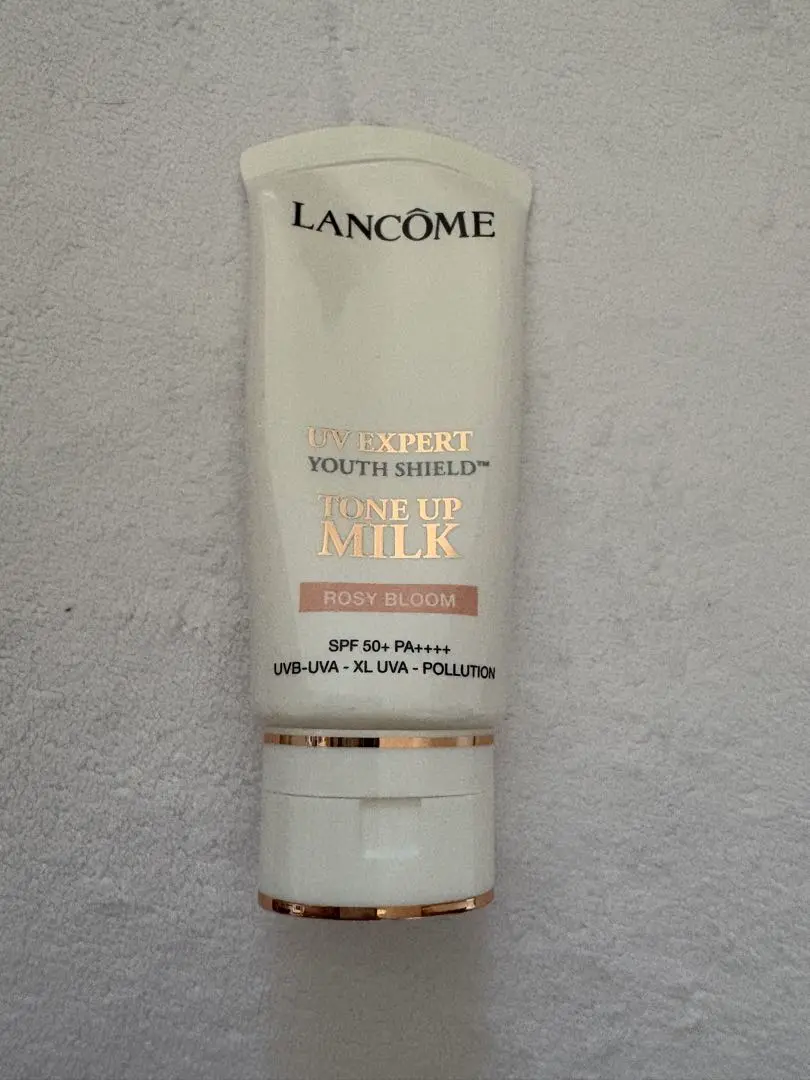 LANCÔME
UV EXPERT
YOUTH SHIELD™
TONE UP
MILK
ROSY BLOOM
SPF 50+ PA++++
UVB-UVA - XL UVA - POLLUTION